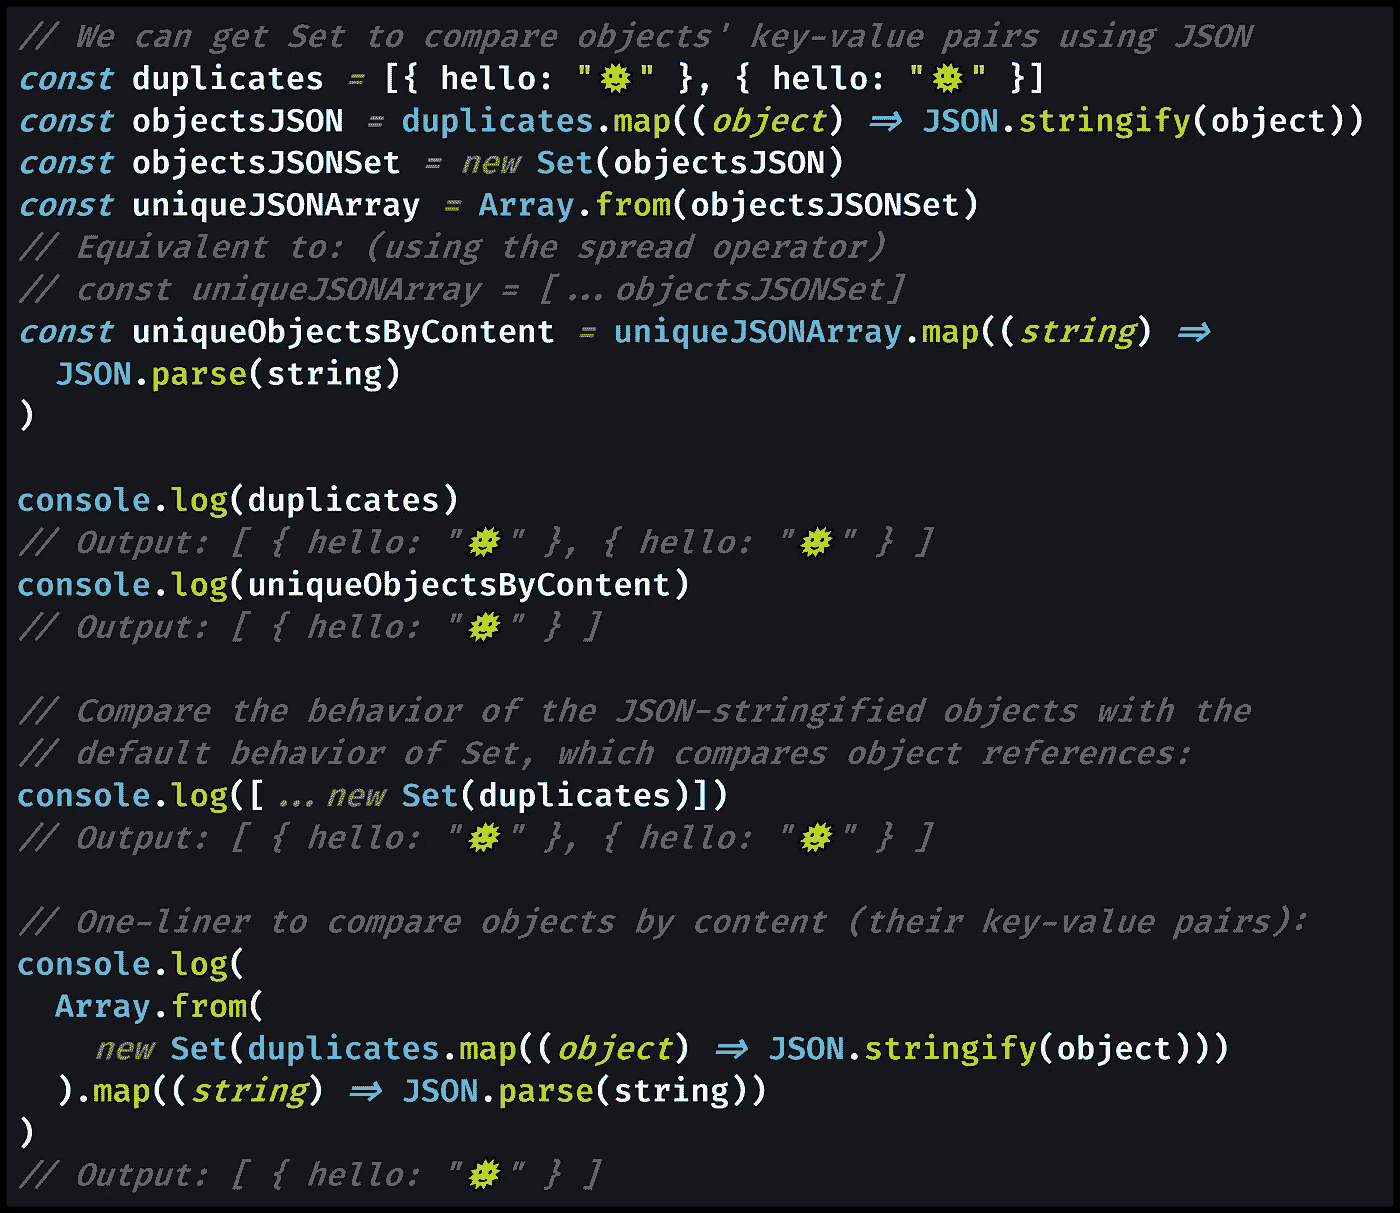 // We can get Set to compare objects' key-value pairs using JSON
const duplicates = [{ hello: "🌞" }, { hello: "🌞" }]
const objectsJSON = duplicates.map((object) => JSON.stringify(object))
const objectsJSONSet = new Set(objectsJSON)
const uniqueJSONArray = Array.from(objectsJSONSet)
// Equivalent to: (using the spread operator)
// const uniqueJSONArray = [...objectsJSONSet]
const uniqueObjectsByContent = uniqueJSONArray.map((string) =>
  JSON.parse(string)
)
console.log(duplicates)
// Output: [ { hello: "🌞" }, { hello: "🌞" } ]
console.log(uniqueObjectsByContent)
// Output: [ { hello: "🌞" } ]
// Compare the behavior of the JSON-stringified objects with the
// default behavior of Set, which compares object references:
console.log([...new Set(duplicates)])
// Output: [ { hello: "🌞" }, { hello: "🌞" } ]
// One-liner to compare objects by content (their key-value pairs):
console.log(
  Array.from(
    new Set(duplicates.map((object) => JSON.stringify(object)))
  ).map((string) => JSON.parse(string))
)
// Output: [ { hello: "🌞" } ]